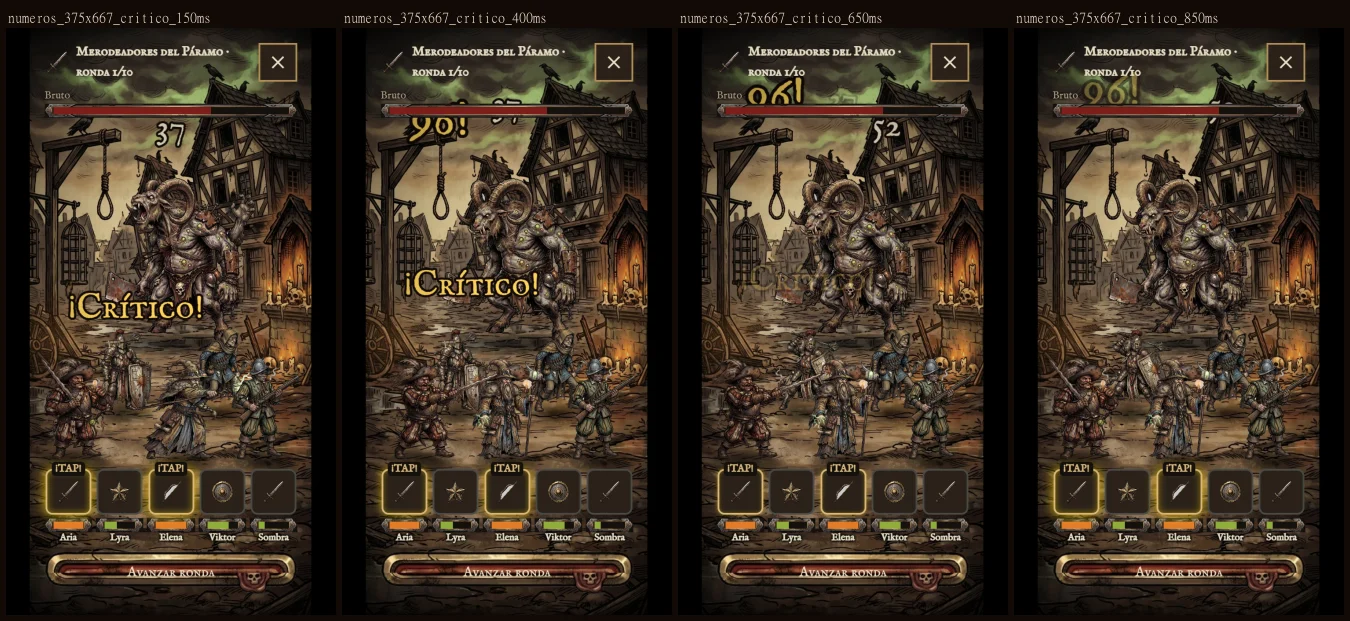 numeros_375x667_critico_150ms
Merodeadores del Páramo ·
ronda 1/10
Bruto
37
¡Crítico!
¡TAP!
¡TAP!
Aria Lyra Elena Viktor Sombra
Avanzar ronda
numeros_375x667_critico_400ms
Merodeadores del Páramo ·
ronda 1/10
Bruto
96!
37
¡Crítico!
¡TAP!
¡TAP!
Aria Lyra Elena Viktor Sombra
Avanzar ronda
numeros_375x667_critico_650ms
Merodeadores del Páramo ·
ronda 1/10
Bruto
96!
37
52
¡Crítico!
¡TAP!
¡TAP!
Aria Lyra Elena Viktor Sombra
Avanzar ronda
numeros_375x667_critico_850ms
Merodeadores del Páramo ·
ronda 1/10
Bruto
96!
¡TAP!
¡TAP!
Aria Lyra Elena Viktor Sombra
Avanzar ronda